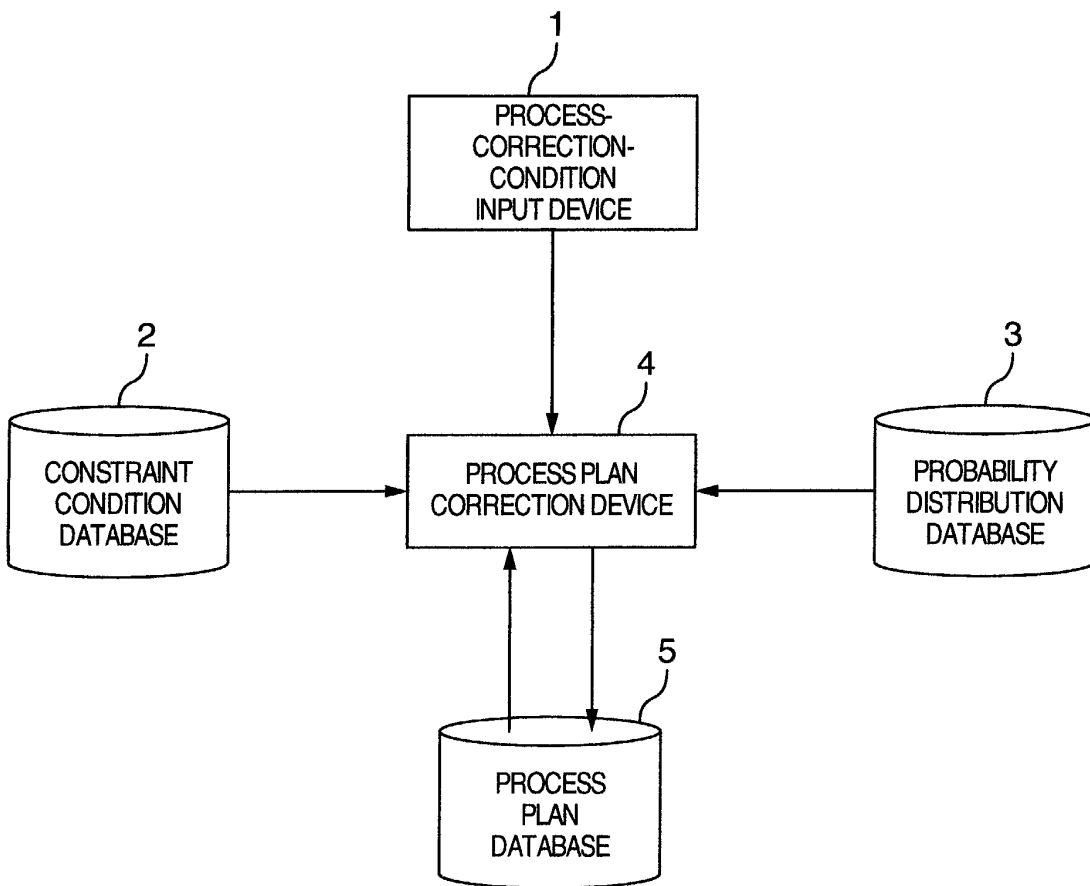 1
PROCESS-
CORRECTION-
CONDITION
INPUT DEVICE
2
CONSTRAINT
CONDITION
DATABASE
4
PROCESS PLAN
CORRECTION DEVICE
3
PROBABILITY
DISTRIBUTION
DATABASE
5
PROCESS
PLAN
DATABASE